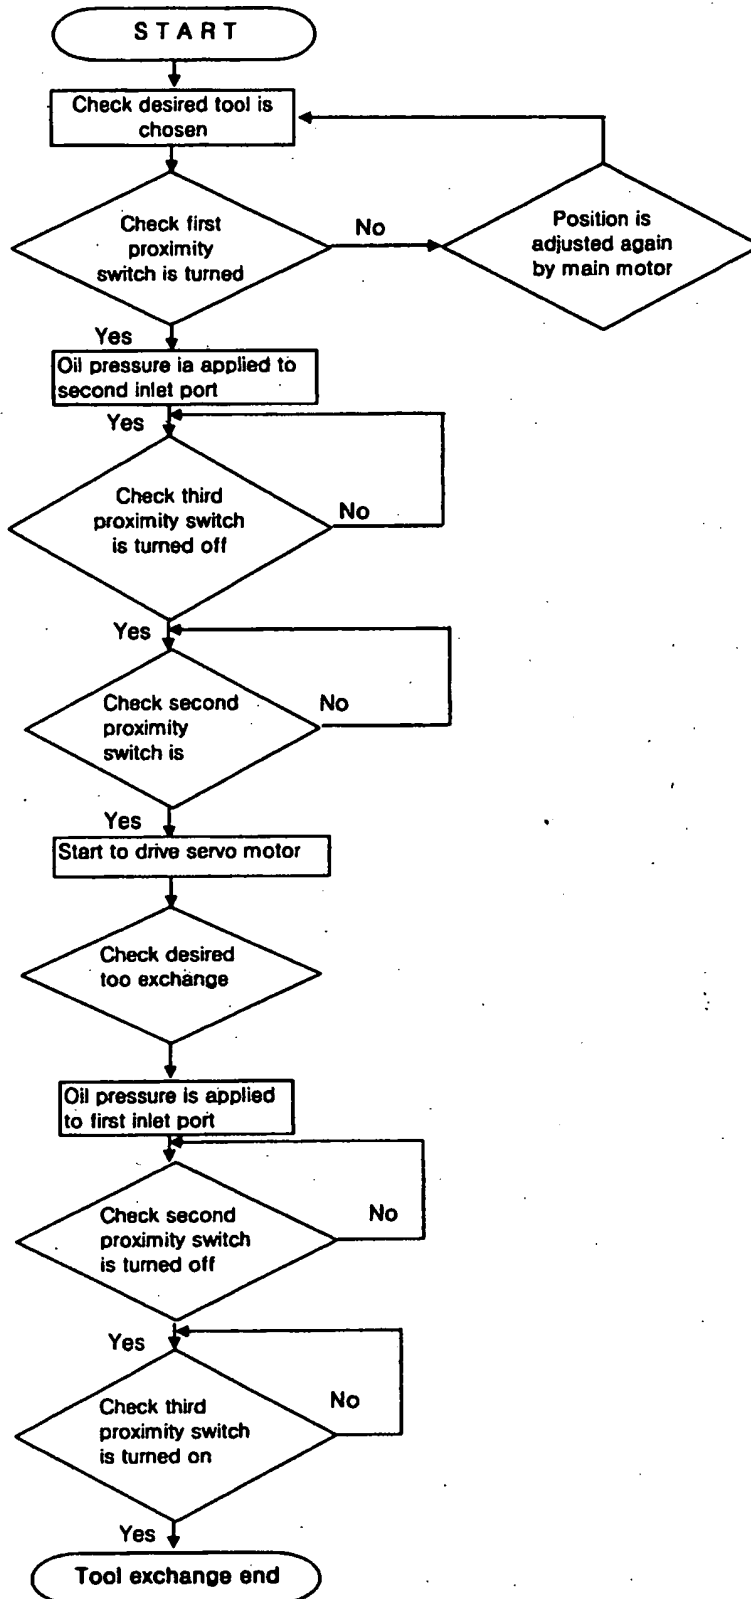 START
Check desired tool is
chosen
Check first
proximity
switch is turned
No
Position is
adjusted again
by main motor
Yes
Oil pressure ia applied to
second inlet port
Yes
Check third
proximity switch
is turned off
No
Yes
Check second
proximity
switch is
No
Yes
Start to drive servo motor
Check desired
too exchange
Oil pressure is applied
to first inlet port
Check second
proximity switch
is turned off
No
Yes
Check third
proximity switch
is turned on
No
Yes
Tool exchange end